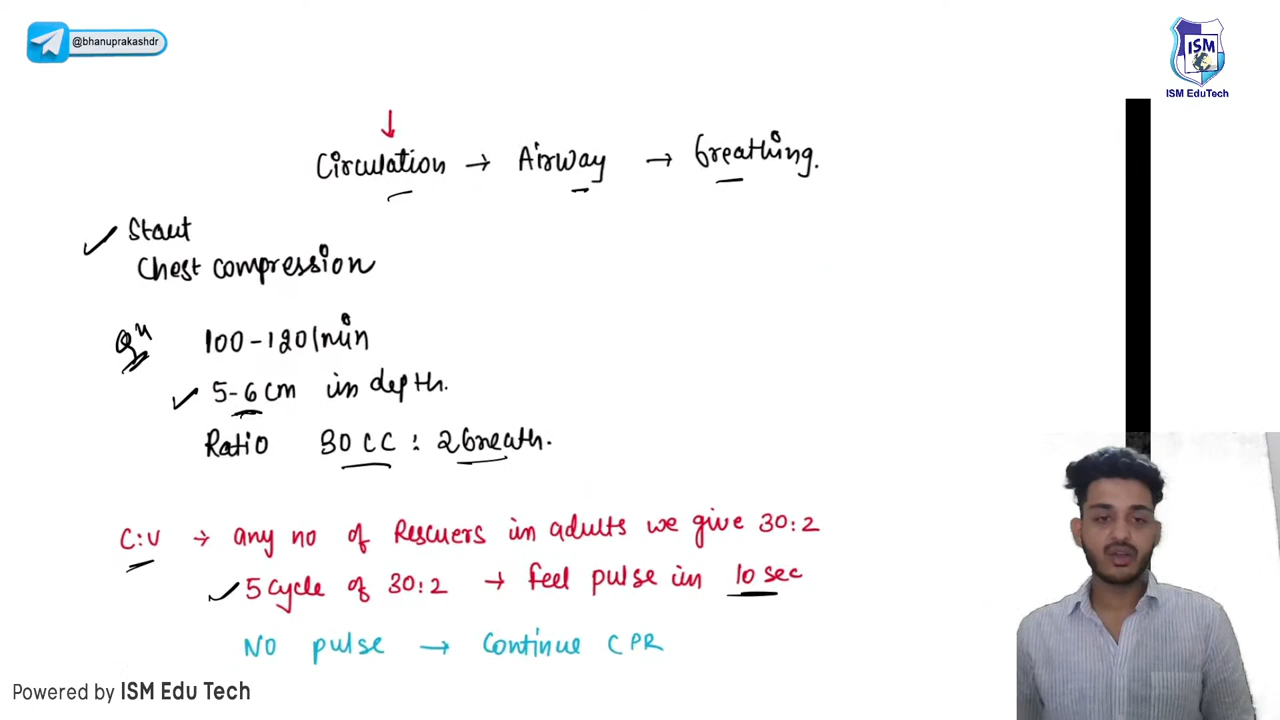 @bhanuprakashdr
ISM
ISM EduTech
Circulation → Airway → breathing.
✓ Start
Chest compression
100-120/min
✓ 5-6 cm in depth.
Ratio 30 CC : 2 breath.
C:V → any no of Rescuers in adults we give 30:2
✓ 5 cycle of 30:2 → feel pulse in 10 sec
No pulse → Continue CPR
Powered by ISM Edu Tech